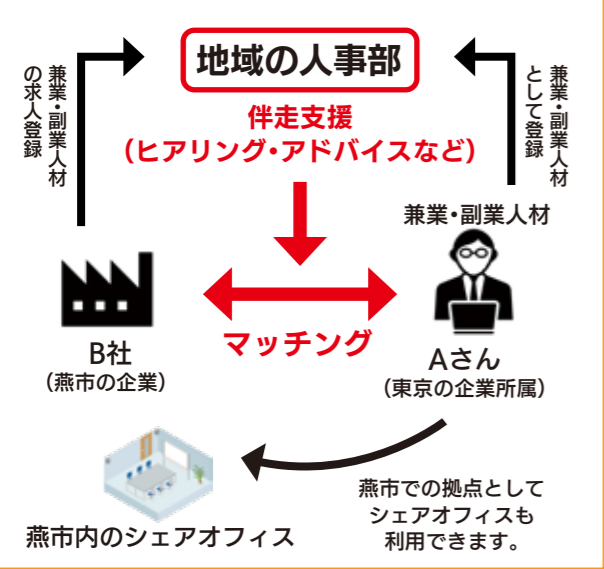 地域の人事部
伴走支援
（ヒアリング・アドバイスなど）
兼業・副業人材
の求人登録
兼業・副業人材
として登録
兼業・副業人材
マッチング
B社
（燕市の企業）
Aさん
（東京の企業所属）
燕市内のシェアオフィス
燕市での拠点として
シェアオフィスも
利用できます。